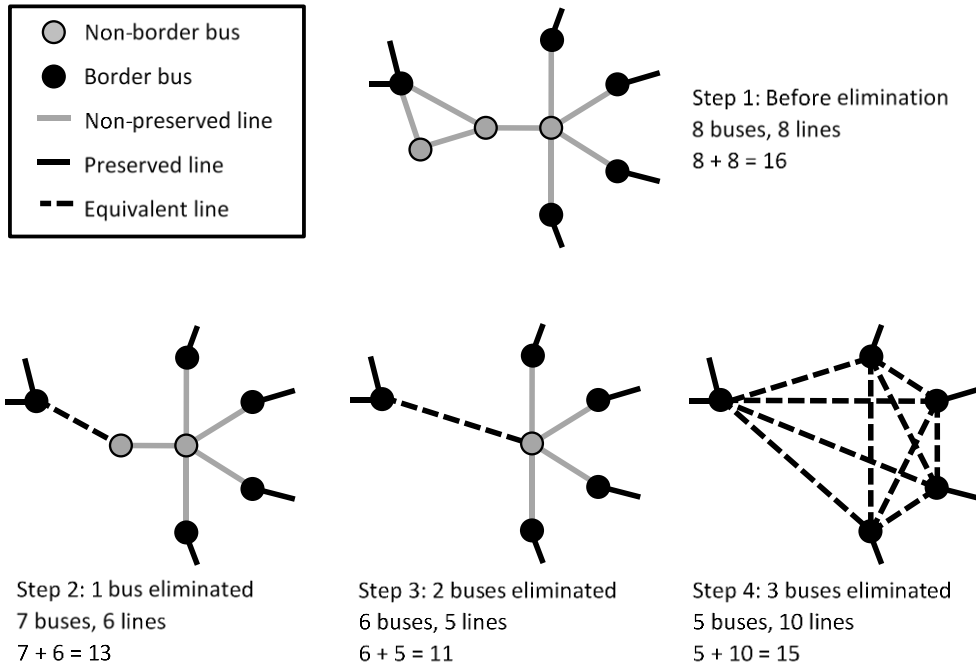 Non-border bus
Border bus
Non-preserved line
Preserved line
Equivalent line
Step 1: Before elimination
8 buses, 8 lines
8 + 8 = 16
Step 2: 1 bus eliminated
7 buses, 6 lines
7 + 6 = 13
Step 3: 2 buses eliminated
6 buses, 5 lines
6 + 5 = 11
Step 4: 3 buses eliminated
5 buses, 10 lines
5 + 10 = 15